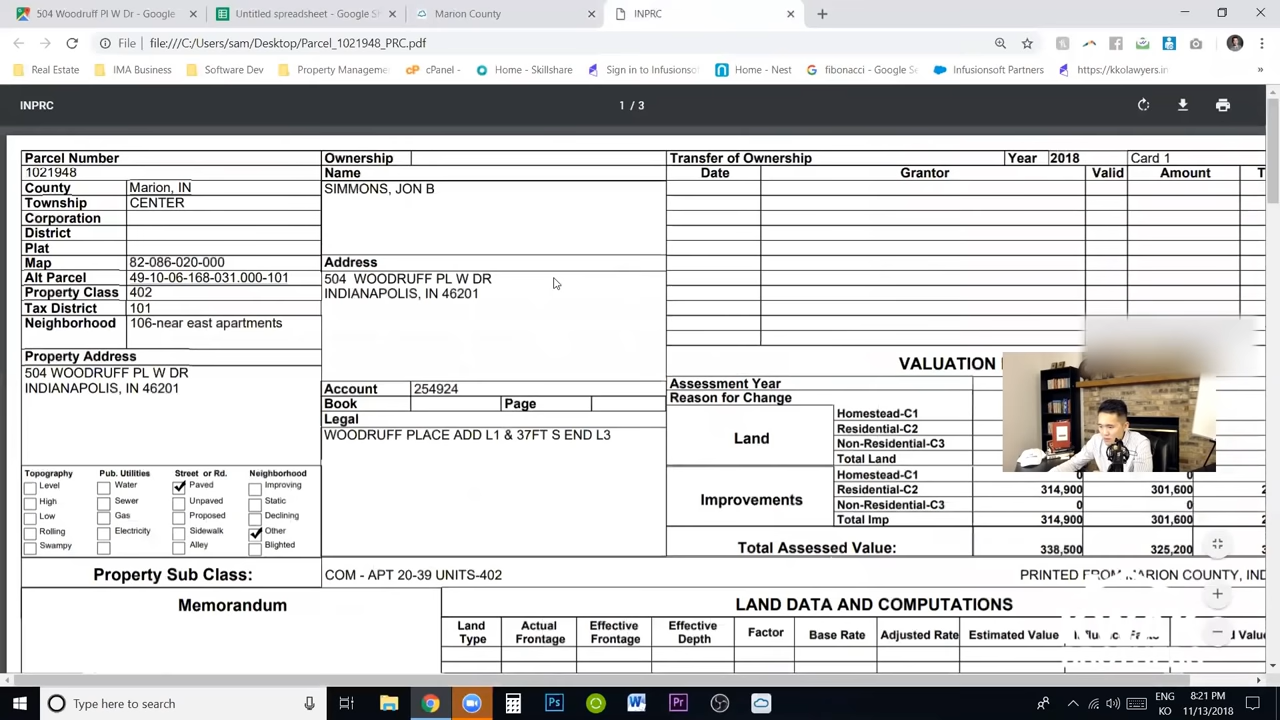 504 Woodruff Pl W Dr - Google
Untitled spreadsheet - Google S
Marion County
INPRC
File
file:///C:/Users/sam/Desktop/Parcel_1021948_PRC.pdf
Real Estate
IMA Business
Software Dev
Property Manageme
cPanel -
Home - Skillshare
Sign in to Infusionsof
Home - Nest
fibonacci - Google Se
Infusionsoft Partners
https://kkolawyers.in
INPRC
1 / 3
Parcel Number
1021948
County Marion, IN
Township CENTER
Corporation
District
Plat
Map 82-086-020-000
Alt Parcel 49-10-06-168-031.000-101
Property Class 402
Tax District 101
Neighborhood 106-near east apartments
Property Address
504 WOODRUFF PL W DR
INDIANAPOLIS, IN 46201
Topography Pub. Utilities Street or Rd. Neighborhood
Level Water Paved Improving
High Sewer Unpaved Static
Low Gas Proposed Declining
Rolling Electricity Sidewalk Other
Swampy Alley Blighted
Ownership
Name
SIMMONS, JON B
Address
504 WOODRUFF PL W DR
INDIANAPOLIS, IN 46201
Account 254924
Book Page
Legal
WOODRUFF PLACE ADD L1 & 37FT S END L3
Transfer of Ownership Year 2018 Card 1
Date Grantor Valid Amount T
VALUATION
Assessment Year
Reason for Change
Land
Homestead-C1
Residential-C2
Non-Residential-C3
Total Land
Improvements
Homestead-C1
Residential-C2 314,900 301,600
Non-Residential-C3 0 0
Total Imp 314,900 301,600
Total Assessed Value: 338,500 325,200
Property Sub Class: COM - APT 20-39 UNITS-402
PRINTED FROM MARION COUNTY, IND
Memorandum
LAND DATA AND COMPUTATIONS
Land Type Actual Frontage Effective Frontage Effective Depth Factor Base Rate Adjusted Rate Estimated Value
Type here to search
ENG
KO
8:21 PM
11/13/2018